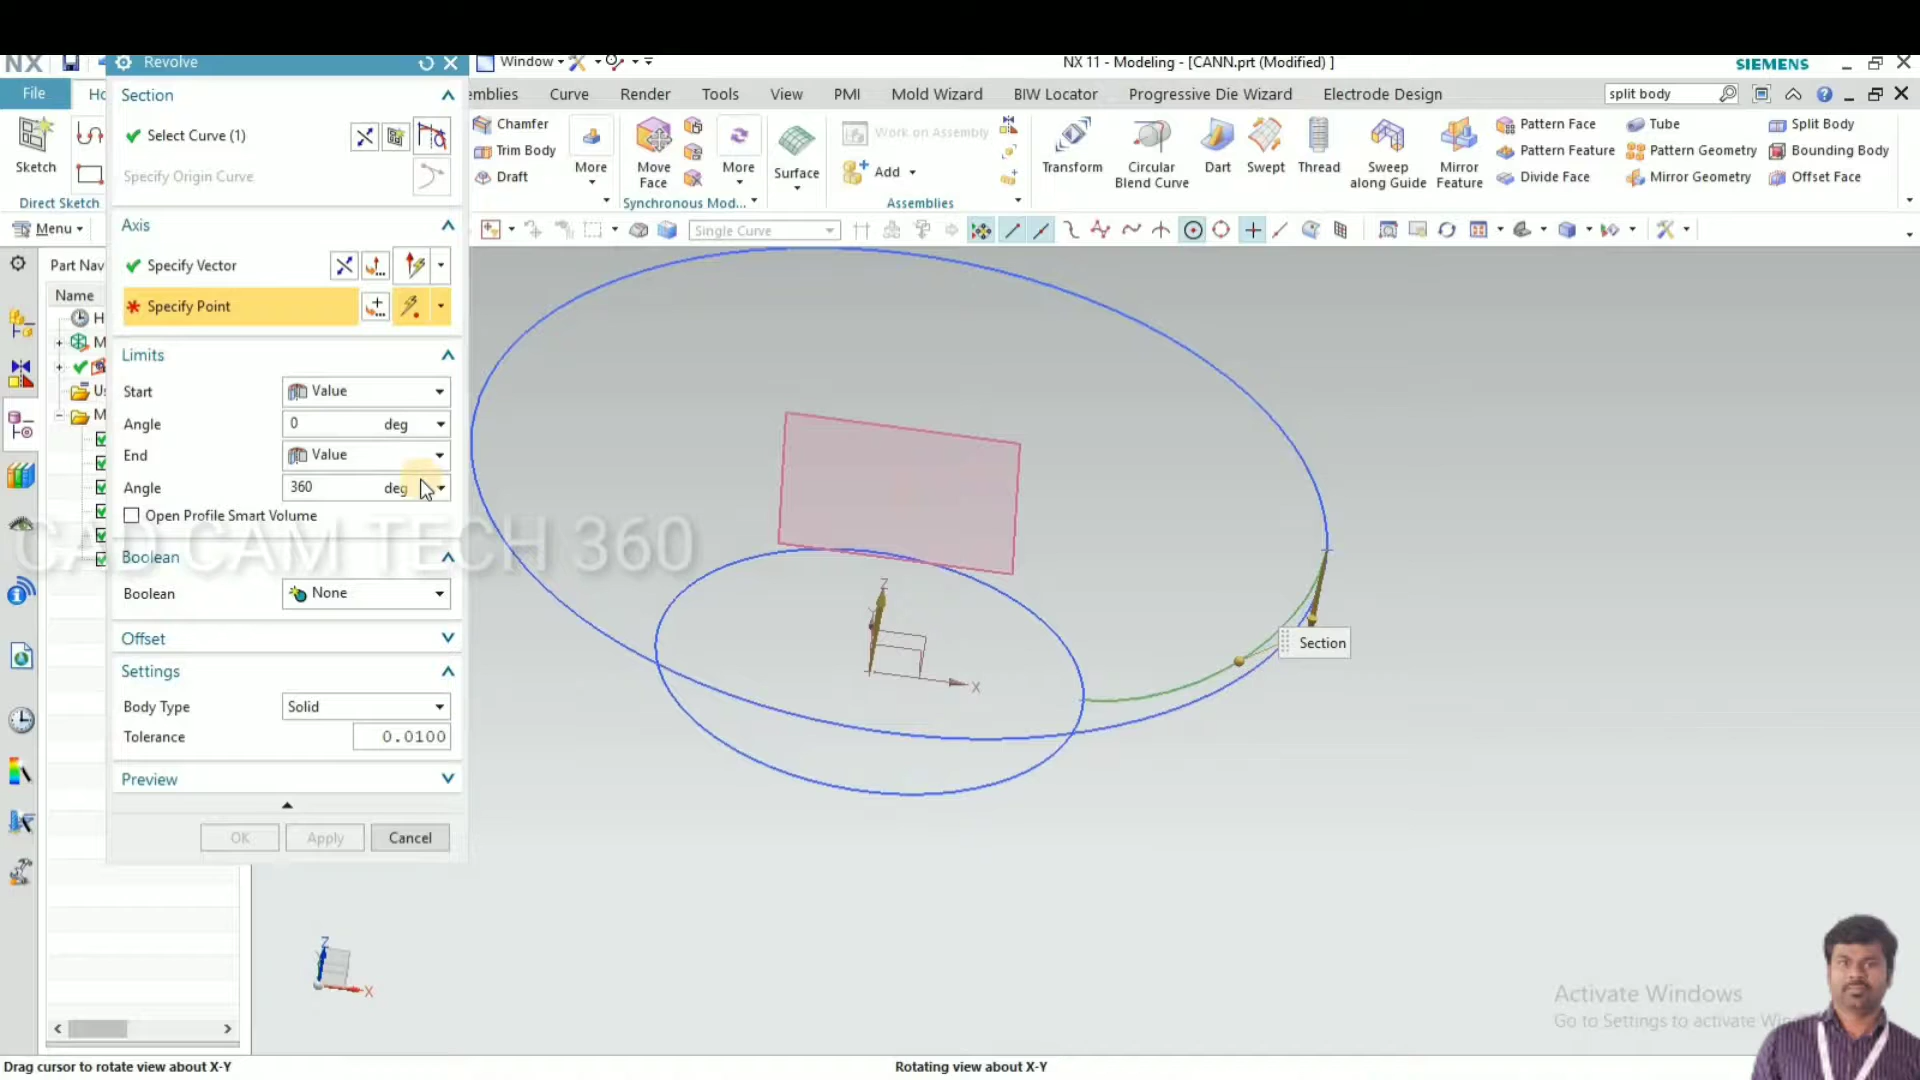 NX
Revolve
Window
NX 11 - Modeling - [CANN.prt (Modified) ]
SIEMENS
File
Ho
emblies
Curve
Render
Tools
View
PMI
Mold Wizard
BIW Locator
Progressive Die Wizard
Electrode Design
split body
Section
Select Curve (1)
Specify Origin Curve
Sketch
Direct Sketch
Chamfer
Trim Body
Draft
More
Move Face
More
Surface
Synchronous Mod...
Work on Assembly
Add
Assemblies
Transform
Circular Blend Curve
Dart
Swept
Thread
Sweep along Guide
Mirror Feature
Pattern Face
Pattern Feature
Divide Face
Tube
Pattern Geometry
Mirror Geometry
Split Body
Bounding Body
Offset Face
Menu
Single Curve
Axis
Specify Vector
Specify Point
Part Nav
Name
H
M
Us
M
Limits
Start
Value
Angle
0
deg
End
Value
Angle
360
deg
Open Profile Smart Volume
CAD CAM TECH 360
Boolean
Boolean
None
Offset
Settings
Body Type
Solid
Tolerance
0.0100
Preview
OK
Apply
Cancel
Z
X
Section
Z
X
Activate Windows
Go to Settings to activate Win
Drag cursor to rotate view about X-Y
Rotating view about X-Y